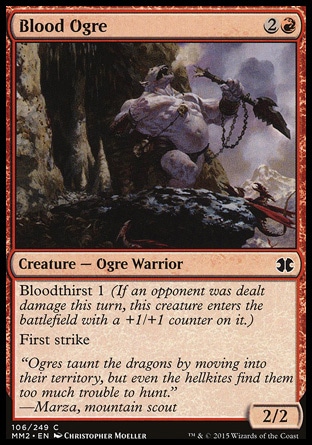 Blood Ogre 2
Creature — Ogre Warrior
Bloodthirst 1 (If an opponent was dealt
damage this turn, this creature enters the
battlefield with a +1/+1 counter on it.)
First strike
"Ogres taunt the dragons by moving into
their territory, but even the hellkites find them
too much trouble to hunt."
—Marza, mountain scout
2/2
106/249 C
MM2 • EN Christopher Moeller ™ & © 2015 Wizards of the Coast